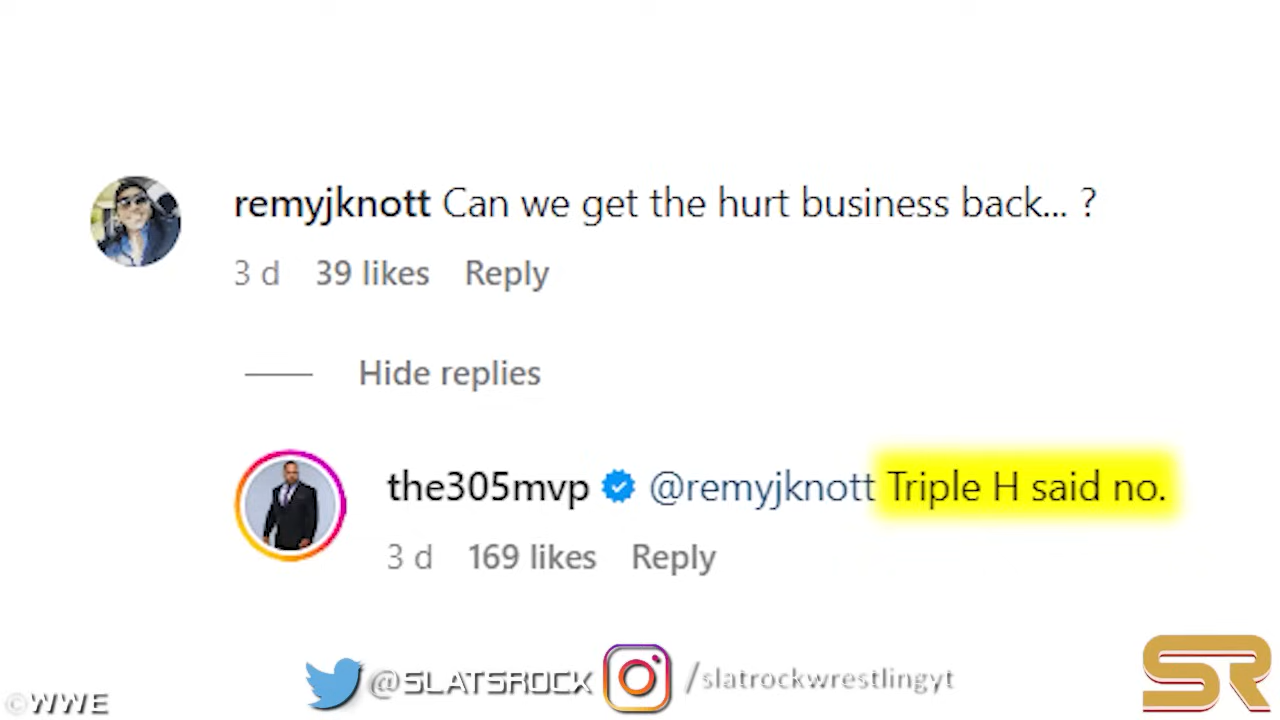 remyjknott Can we get the hurt business back... ?
3 d 39 likes Reply
Hide replies
the305mvp @remyjknott Triple H said no.
3 d 169 likes Reply
©WWE @SLATSROCK /slatrockwrestlingyt SR